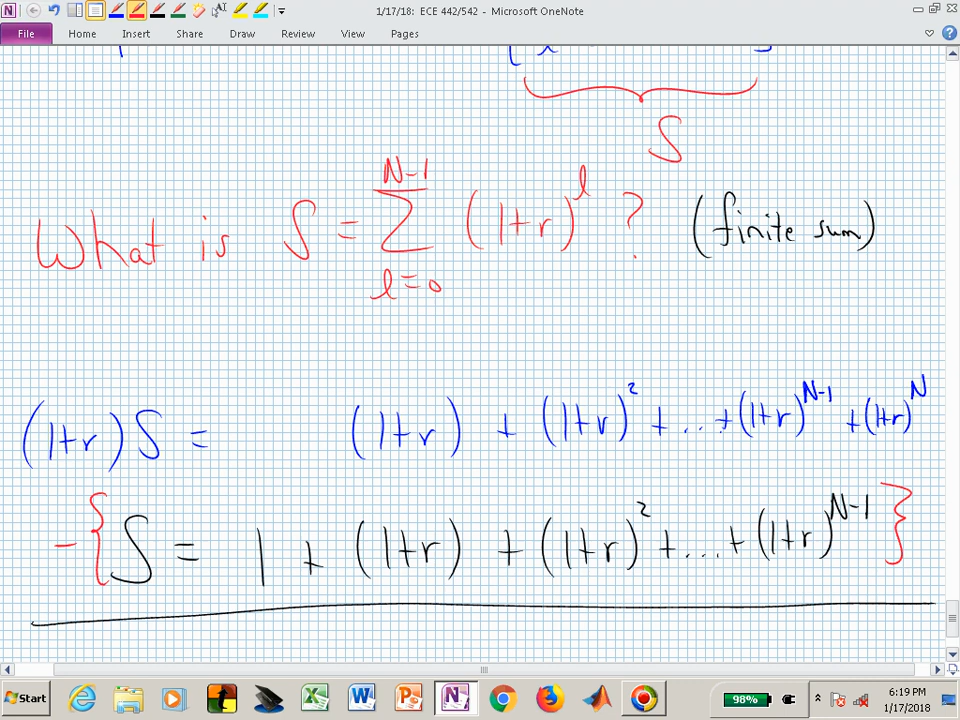 1/17/18: ECE 442/542 - Microsoft OneNote
File Home Insert Share Draw Review View Pages
S
What is S = ∑_{l=0}^{N-1} (1+r)^l ? (finite sum)
(1+r) S = (1+r) + (1+r)^2 + ... + (1+r)^{N-1} + (1+r)^N
- { S = 1 + (1+r) + (1+r)^2 + ... + (1+r)^{N-1} }
Start 98% 6:19 PM
1/17/2018